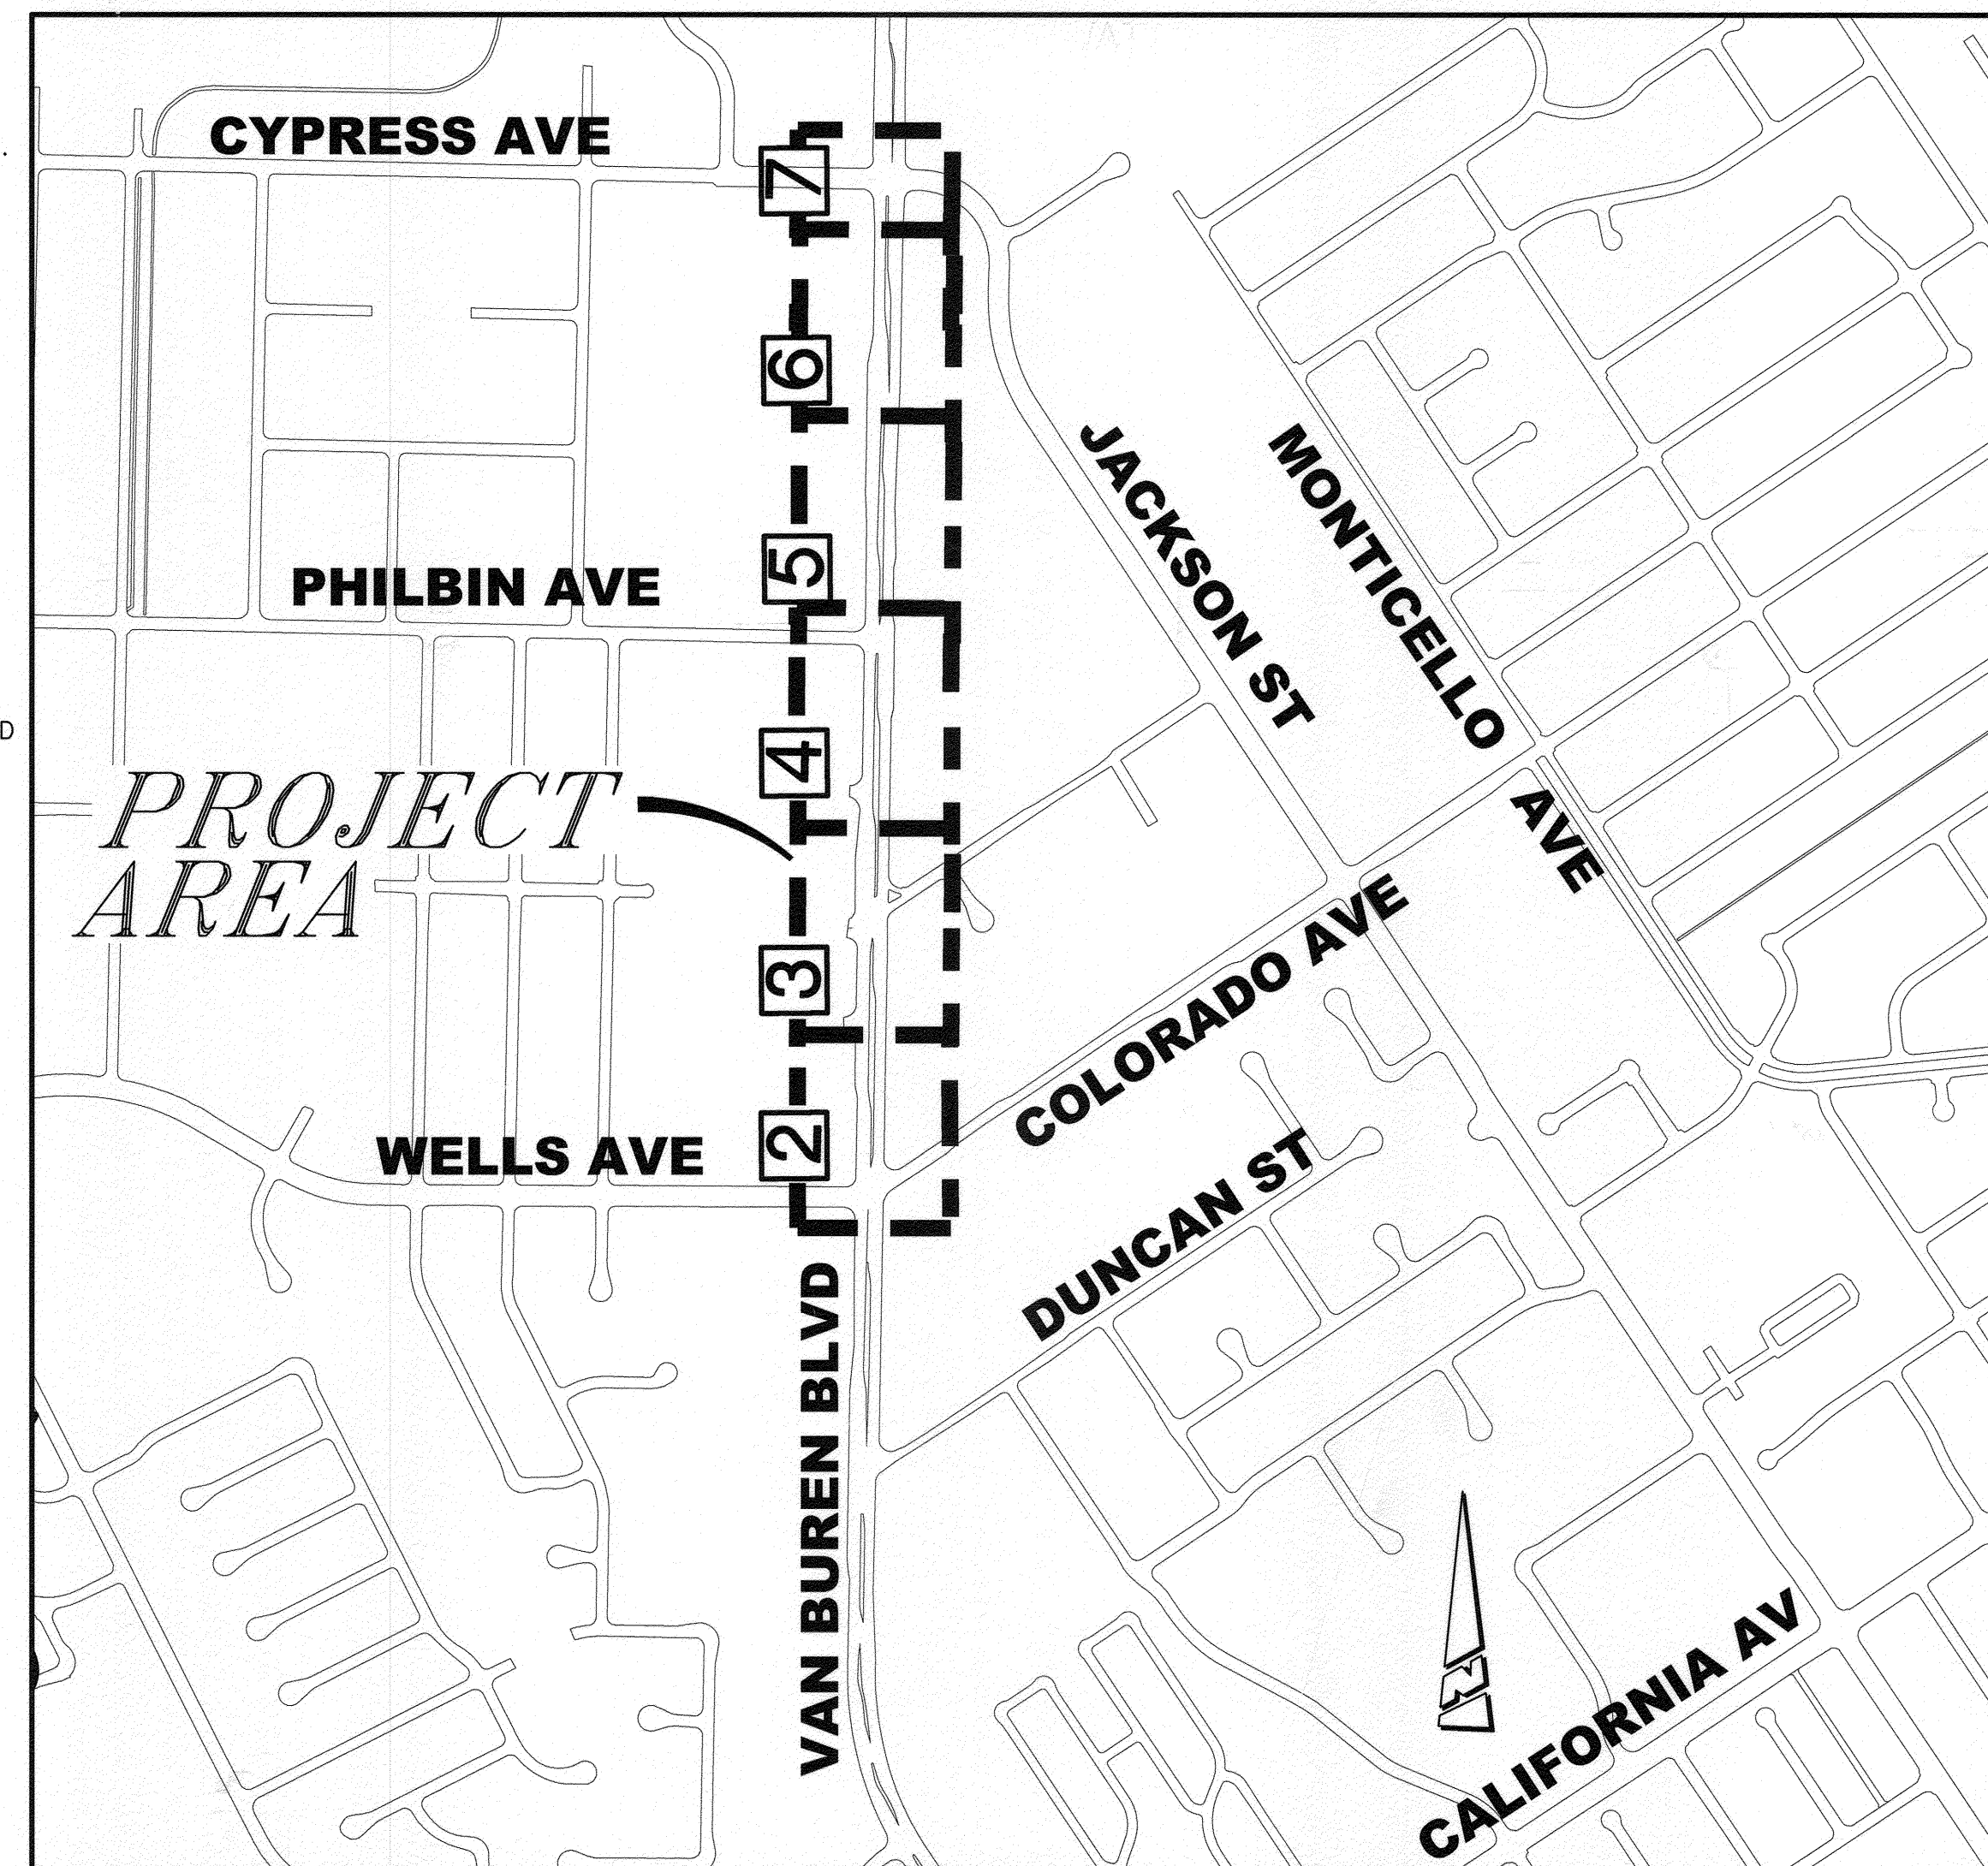 CYPRESS AVE
7
6
JACKSON ST
MONTICELLO AVE
5
PHILBIN AVE
D
4
PROJECT
AREA
3
COLORADO AVE
2
WELLS AVE
DUNCAN ST
VAN BUREN BLVD
N
CALIFORNIA AV